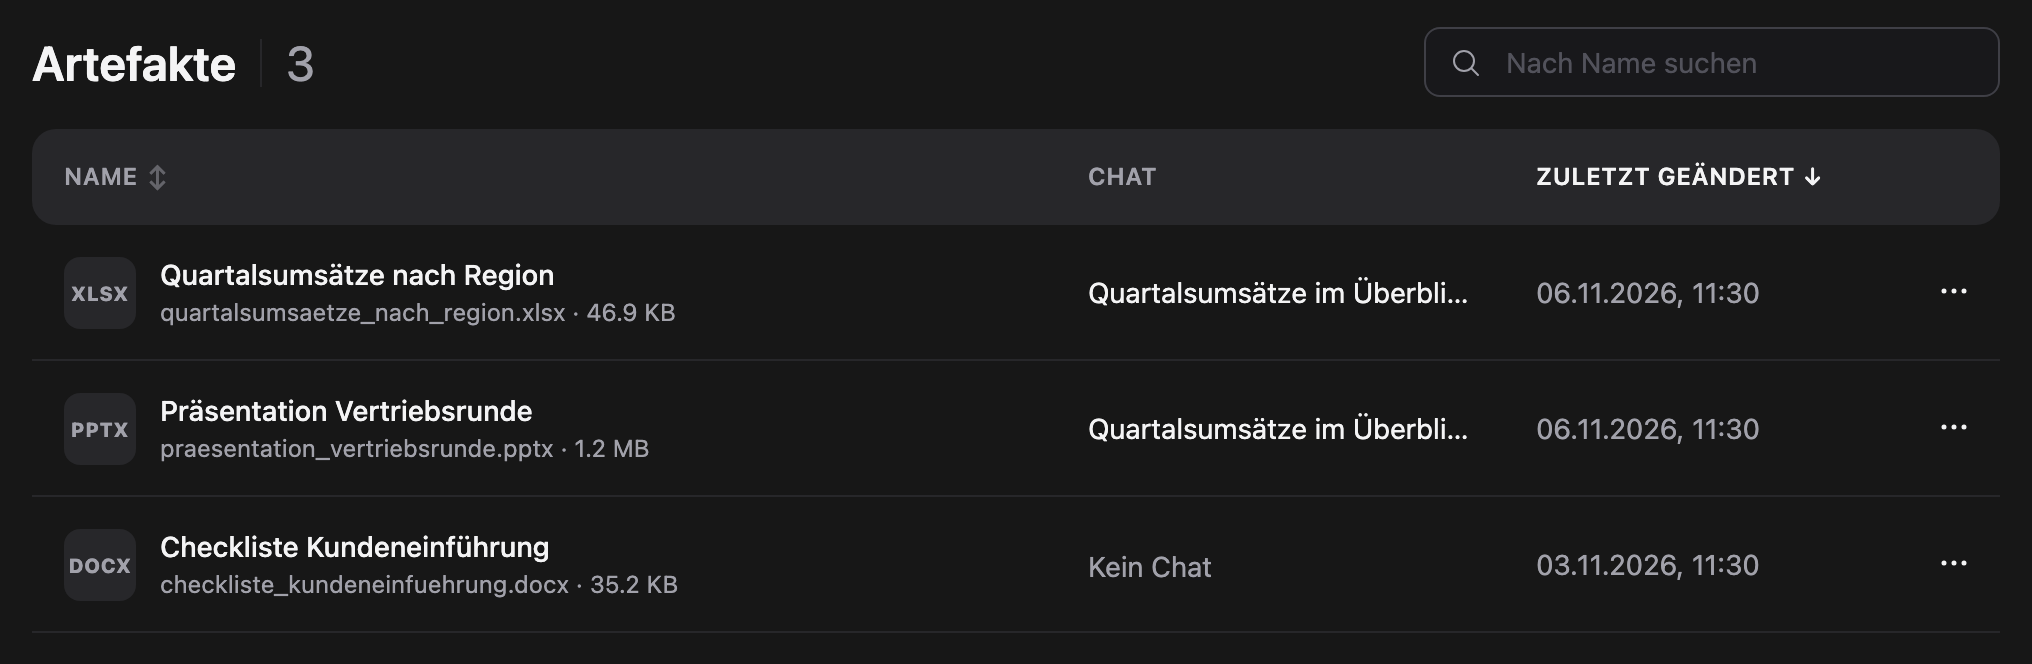 Artefakte 3
Nach Name suchen
NAME CHAT ZULETZT GEÄNDERT
XLSX
Quartalsumsätze nach Region
quartalsumsaetze_nach_region.xlsx · 46.9 KB
Quartalsumsätze im Überbli...
06.11.2026, 11:30
PPTX
Präsentation Vertriebsrunde
praesentation_vertriebsrunde.pptx · 1.2 MB
Quartalsumsätze im Überbli...
06.11.2026, 11:30
DOCX
Checkliste Kundeneinführung
checkliste_kundeneinfuehrung.docx · 35.2 KB
Kein Chat
03.11.2026, 11:30